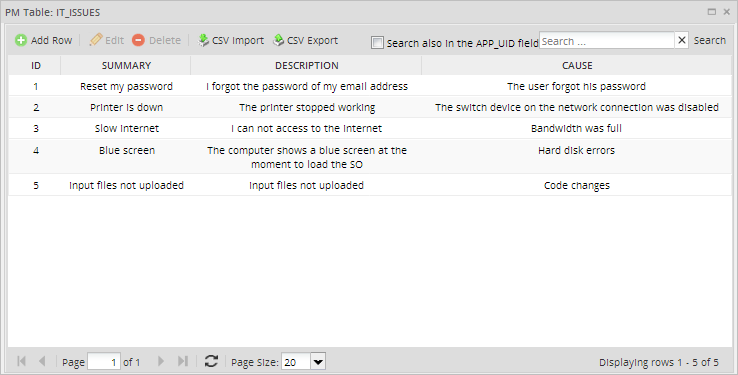 PM Table: IT_ISSUES
Add Row Edit Delete CSV Import CSV Export Search also in the APP_UID field Search ... Search
ID SUMMARY DESCRIPTION CAUSE
1 Reset my password I forgot the password of my email address The user forgot his password
2 Printer is down The printer stopped working The switch device on the network connection was disabled
3 Slow Internet I can not access to the Internet Bandwidth was full
4 Blue screen The computer shows a blue screen at the Hard disk errors
moment to load the SO
5 Input files not uploaded Input files not uploaded Code changes
Page 1 of 1 Page Size: 20 Displaying rows 1 - 5 of 5